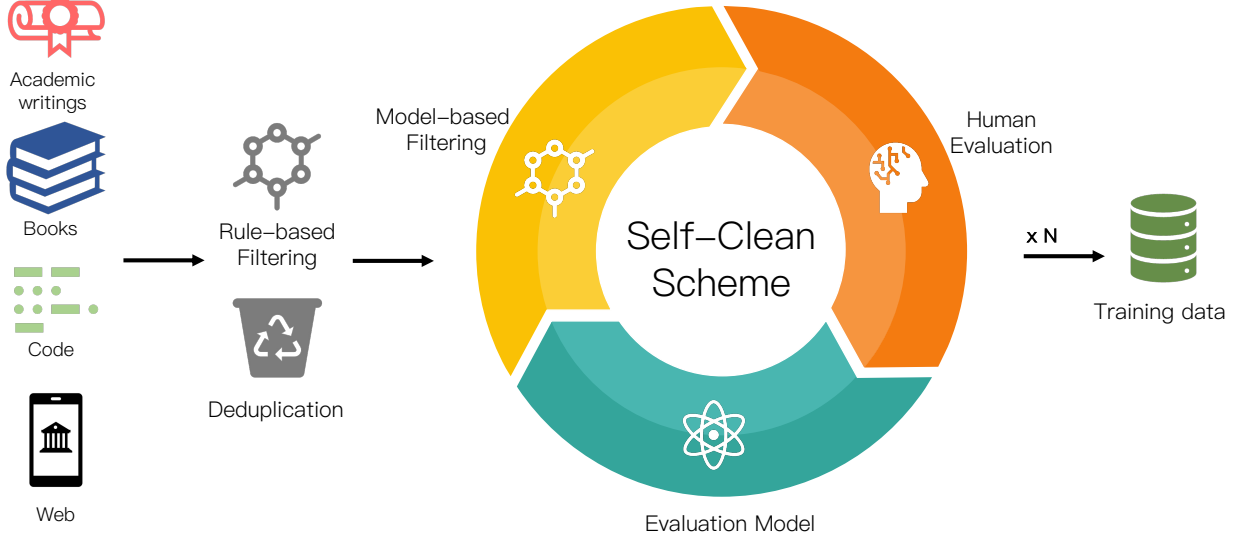 Academic
writings
Books
Code
Web
Rule-based
Filtering
Deduplication
Model-based
Filtering
Self-Clean
Scheme
Human
Evaluation
Evaluation Model
x N
Training data